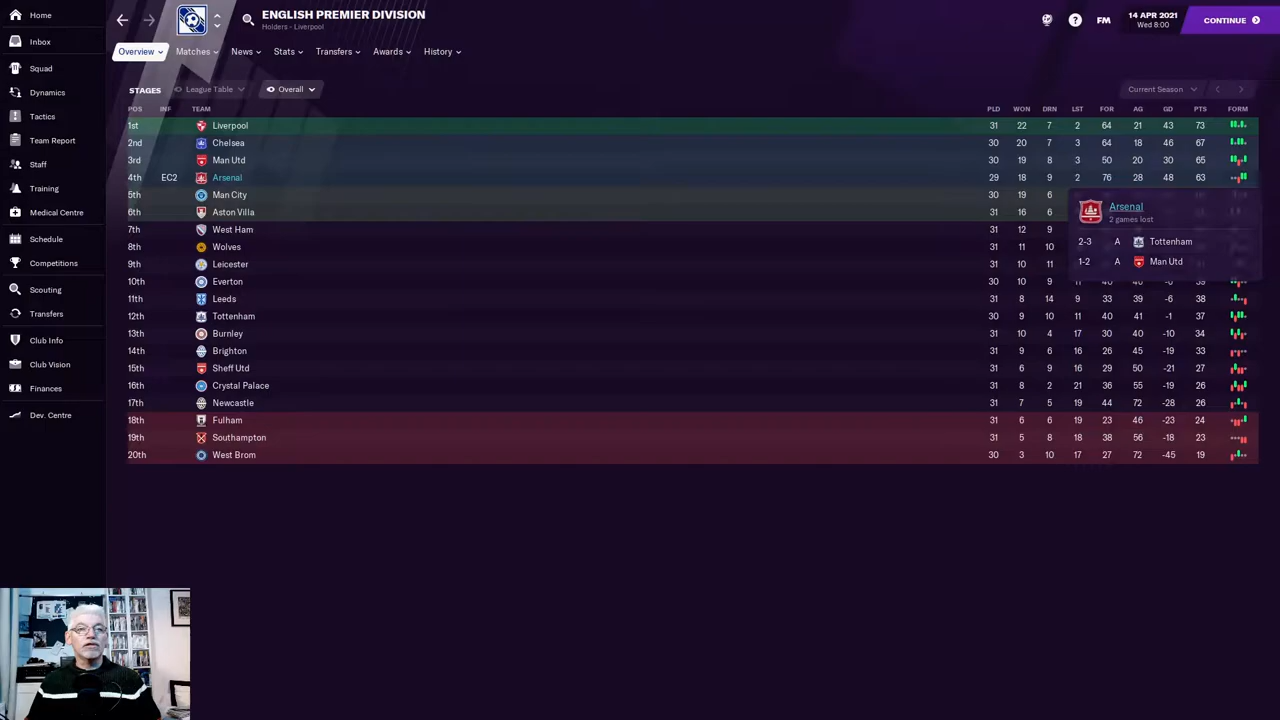 Home
Inbox
Squad
Dynamics
Tactics
Team Report
Staff
Training
Medical Centre
Schedule
Competitions
Scouting
Transfers
Club Info
Club Vision
Finances
Dev. Centre
ENGLISH PREMIER DIVISION
Holders - Liverpool
? FM 14 APR 2021 CONTINUE
Wed 8:00
Overview Matches News Stats Transfers Awards History
STAGES League Table Overall Current Season
POS INF TEAM PLD WON DRN LST FOR AG GD PTS FORM
1st Liverpool 31 22 7 2 64 21 43 73
2nd Chelsea 30 20 7 3 64 18 46 67
3rd Man Utd 30 19 8 3 50 20 30 65
4th EC2 Arsenal 29 18 9 2 76 28 48 63
5th Man City 30 19 6
6th Aston Villa 31 16 6
7th West Ham 31 12 9
8th Wolves 31 11 10
9th Leicester 31 10 11
10th Everton 30 10 9
11th Leeds 31 8 14 9 33 39 -6 38
12th Tottenham 30 9 10 11 40 41 -1 37
13th Burnley 31 10 4 17 30 40 -10 34
14th Brighton 31 9 6 16 26 45 -19 33
15th Sheff Utd 31 6 9 16 29 50 -21 27
16th Crystal Palace 31 8 2 21 36 55 -19 26
17th Newcastle 31 7 5 19 44 72 -28 26
18th Fulham 31 6 6 19 23 46 -23 24
19th Southampton 31 5 8 18 38 56 -18 23
20th West Brom 30 3 10 17 27 72 -45 19
Arsenal
2 games lost
2-3 A Tottenham
1-2 A Man Utd